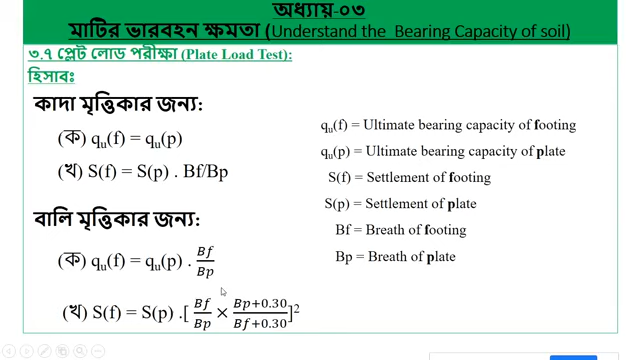 অধ্যায়-০৩
মাটির ভারবহন ক্ষমতা (Understand the Bearing Capacity of soil)
৩.৭ প্লেট লোড পরীক্ষা (Plate Load Test):
হিসাবঃ
কাদা মৃত্তিকার জন্য:
(ক) qu(f) = qu(p)
(খ) S(f) = S(p) . Bf/Bp
বালি মৃত্তিকার জন্য:
(ক) qu(f) = qu(p) . Bf/Bp
(খ) S(f) = S(p) .[ Bf/Bp × Bp+0.30/Bf+0.30 ]²
qu(f) = Ultimate bearing capacity of footing
qu(p) = Ultimate bearing capacity of plate
S(f) = Settlement of footing
S(p) = Settlement of plate
Bf = Breath of footing
Bp = Breath of plate